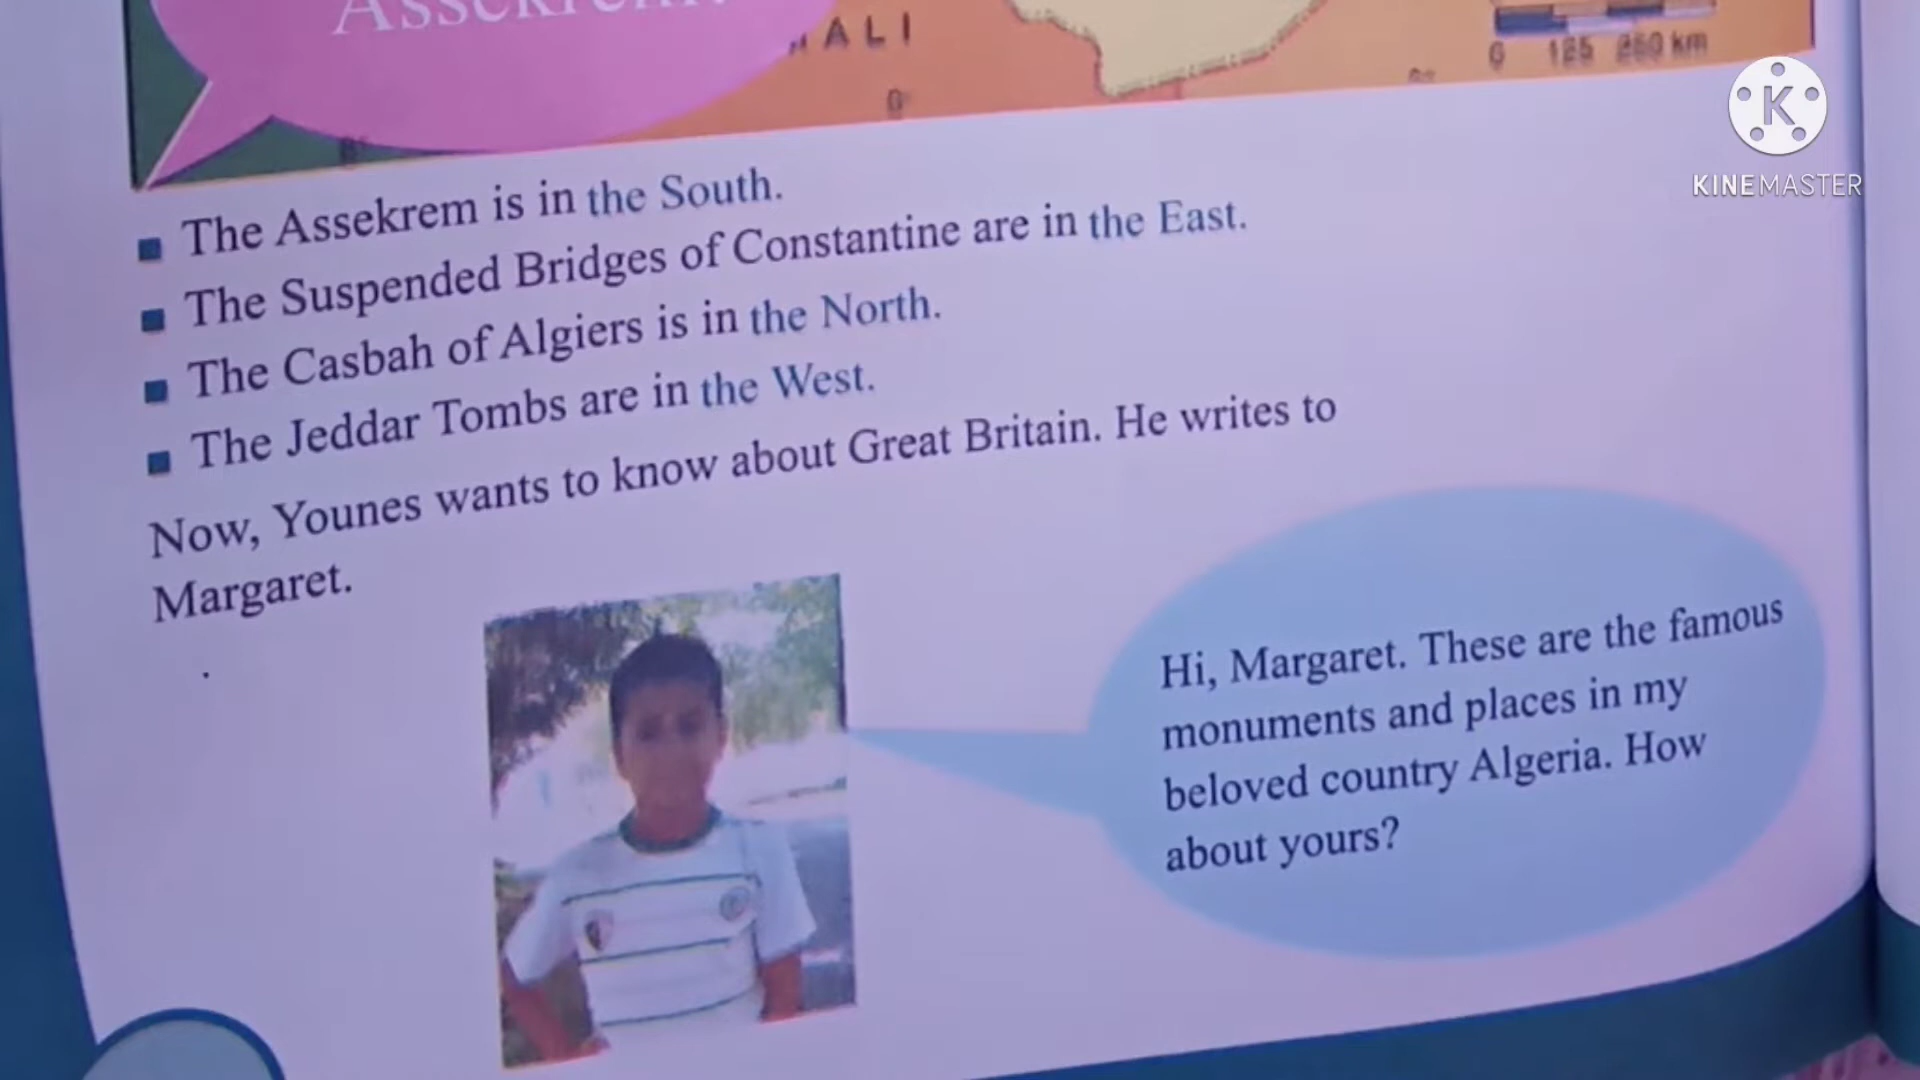 ALI
0
0 125 250 km
KINEMASTER
The Assekrem is in the South.
The Suspended Bridges of Constantine are in the East.
The Casbah of Algiers is in the North.
The Jeddar Tombs are in the West.
Now, Younes wants to know about Great Britain. He writes to
Margaret.
Hi, Margaret. These are the famous
monuments and places in my
beloved country Algeria. How
about yours?